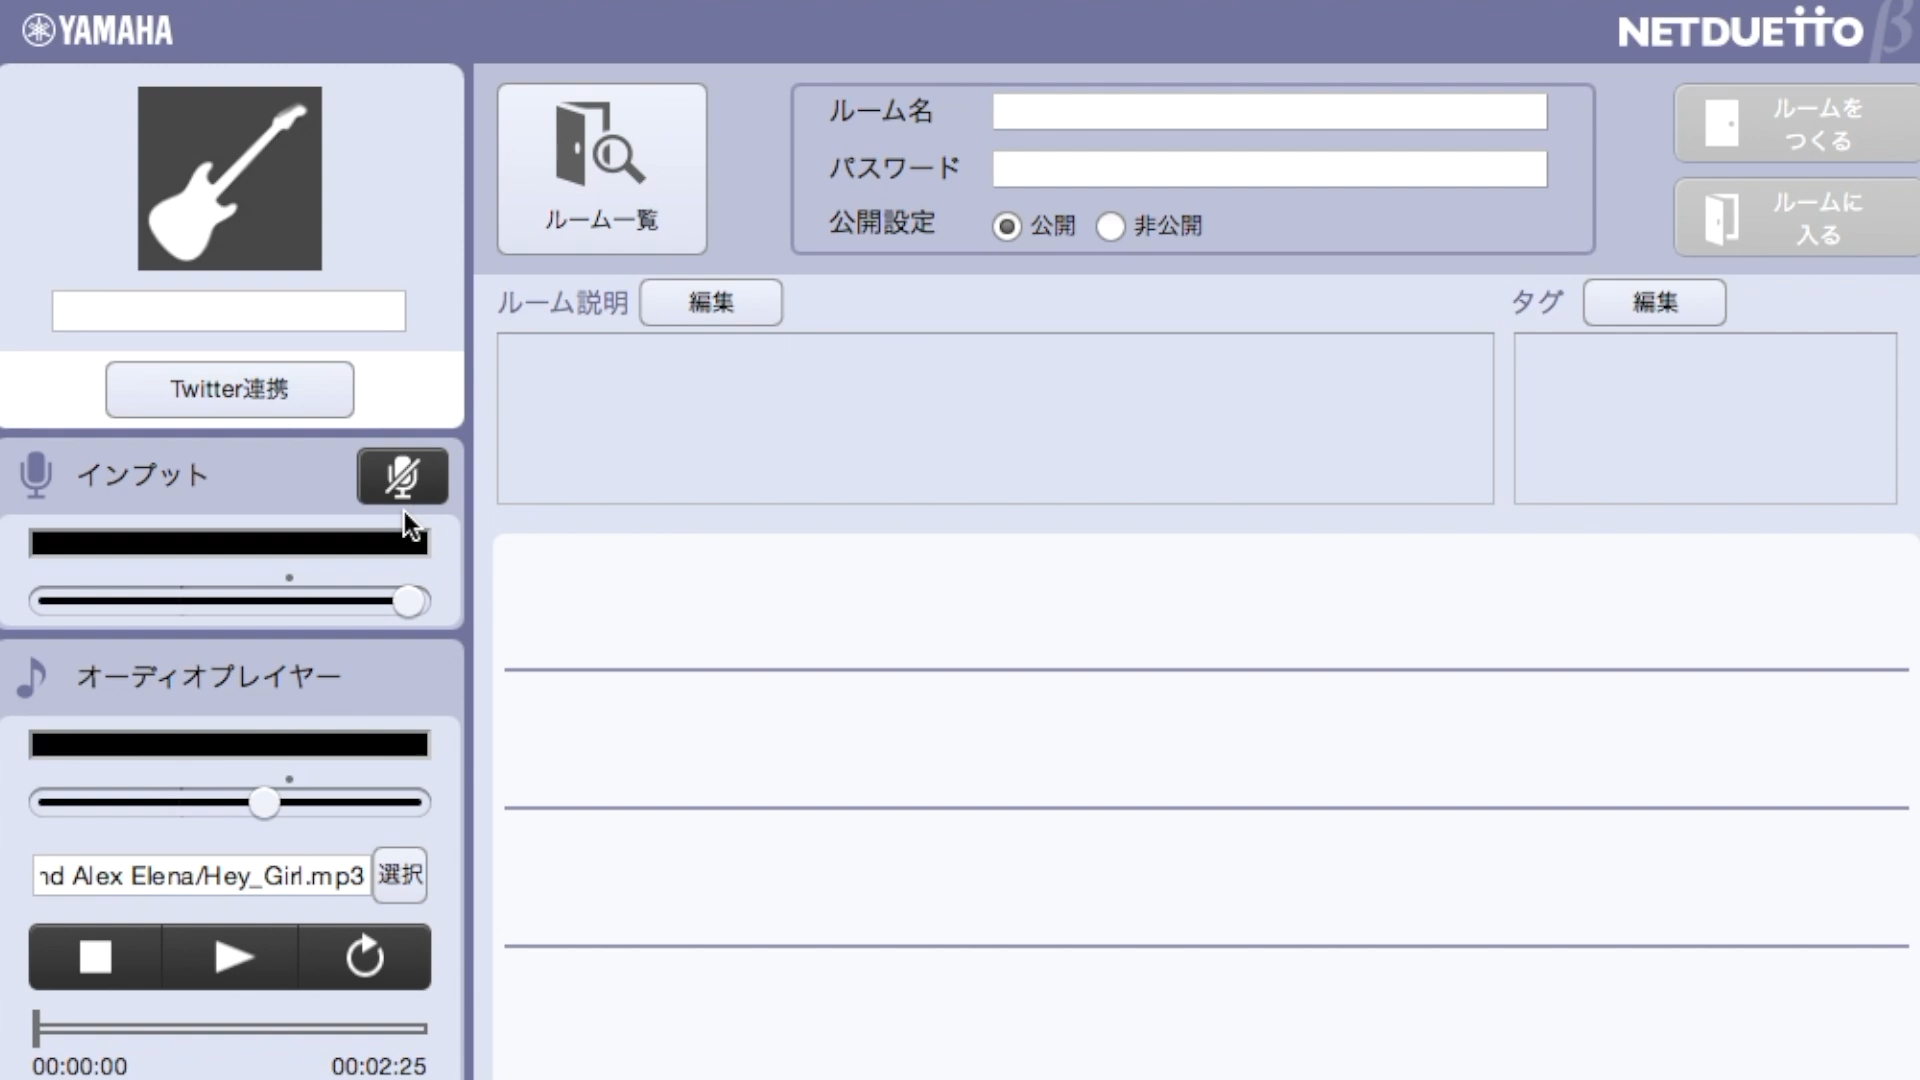 YAMAHA
NETDUETTO β
ルーム一覧
ルーム名
パスワード
公開設定 公開 非公開
ルームを
つくる
ルームに
入る
Twitter連携
ルーム説明 編集
タグ 編集
インプット
オーディオプレイヤー
nd Alex Elena/Hey_Girl.mp3 選択
00:00:00 00:02:25